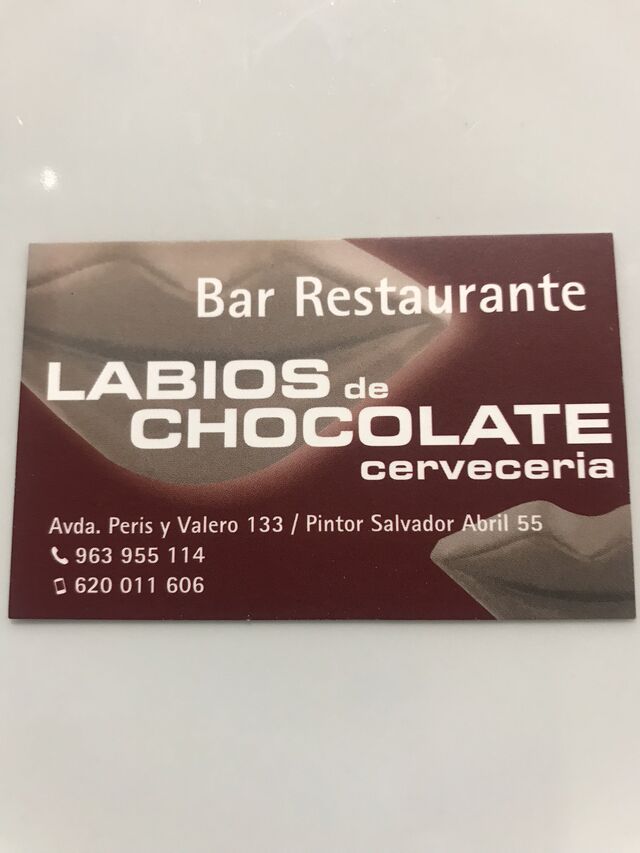 Bar Restaurante
LABIOS de
CHOCOLATE
cerveceria
Avda. Peris y Valero 133 / Pintor Salvador Abril 55
963 955 114
620 011 606